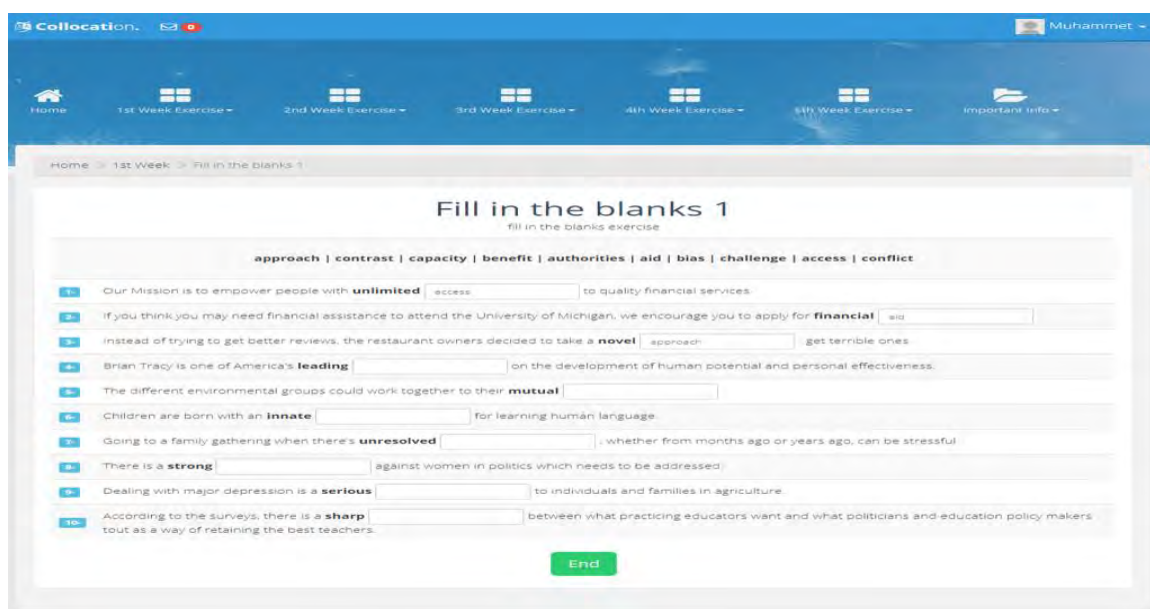 Collocation. 0 Muhammet
Home 1st Week Exercise 2nd Week Exercise 3rd Week Exercise 4th Week Exercise 5th Week Exercise Important Info
Home > 1st Week > Fill in the blanks 1
Fill in the blanks 1
fill in the blanks exercise
approach | contrast | capacity | benefit | authorities | aid | bias | challenge | access | conflict
1- Our Mission is to empower people with unlimited access to quality financial services.
2- If you think you may need financial assistance to attend the University of Michigan, we encourage you to apply for financial aid
3- Instead of trying to get better reviews, the restaurant owners decided to take a novel approach get terrible ones.
4- Brian Tracy is one of America's leading on the development of human potential and personal effectiveness.
5- The different environmental groups could work together to their mutual
6- Children are born with an innate for learning human language.
7- Going to a family gathering when there's unresolved , whether from months ago or years ago, can be stressful
8- There is a strong against women in politics which needs to be addressed.
9- Dealing with major depression is a serious to individuals and families in agriculture.
10- According to the surveys, there is a sharp between what practicing educators want and what politicians and education policy makers
tout as a way of retaining the best teachers.
End